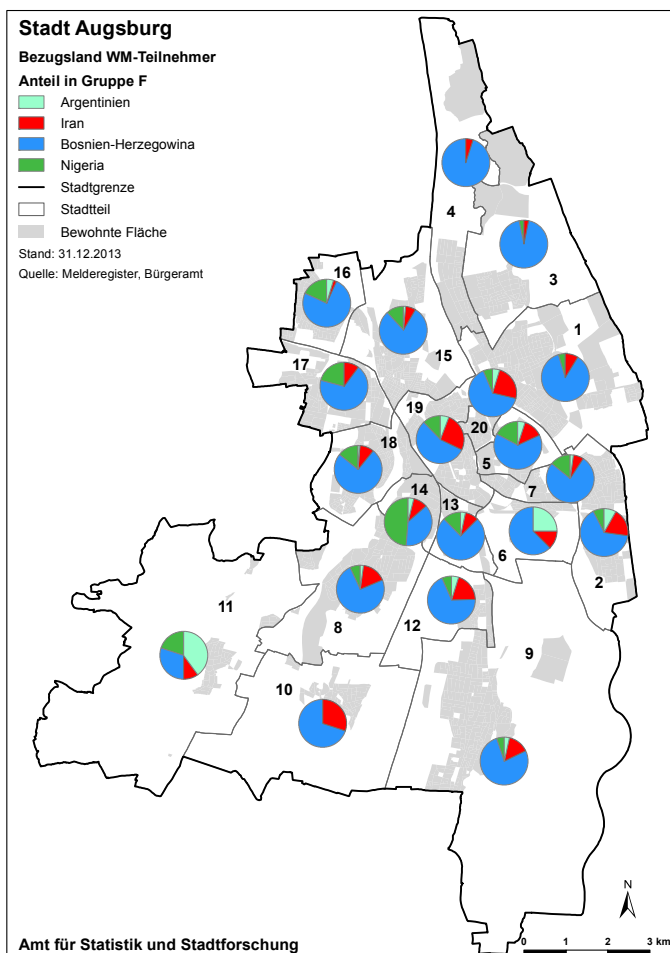 Stadt Augsburg
Bezugsland WM-Teilnehmer
Anteil in Gruppe F
Argentinien
Iran
Bosnien-Herzegowina
Nigeria
Stadtgrenze
Stadtteil
Bewohnte Fläche
Stand: 31.12.2013
Quelle: Melderegister, Bürgeramt
4
3
16
1
15
17
19
20
18
5
14
7
13
6
2
11
8
12
9
10
N
Amt für Statistik und Stadtforschung
0 1 2 3 km